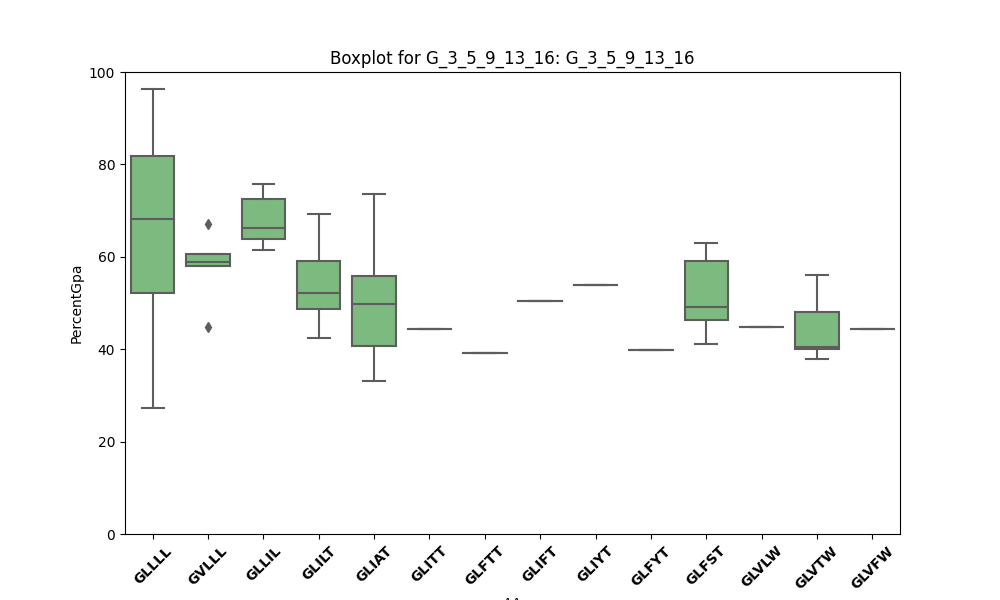 Boxplot for G_3_5_9_13_16: G_3_5_9_13_16
100
80
60
40
20
0
PercentGpa
GLLLL
GVLLL
GLLIL
GLILT
GLIAT
GLITT
GLFTT
GLIFT
GLIYT
GLFYT
GLFST
GLVLW
GLVTW
GLVFW